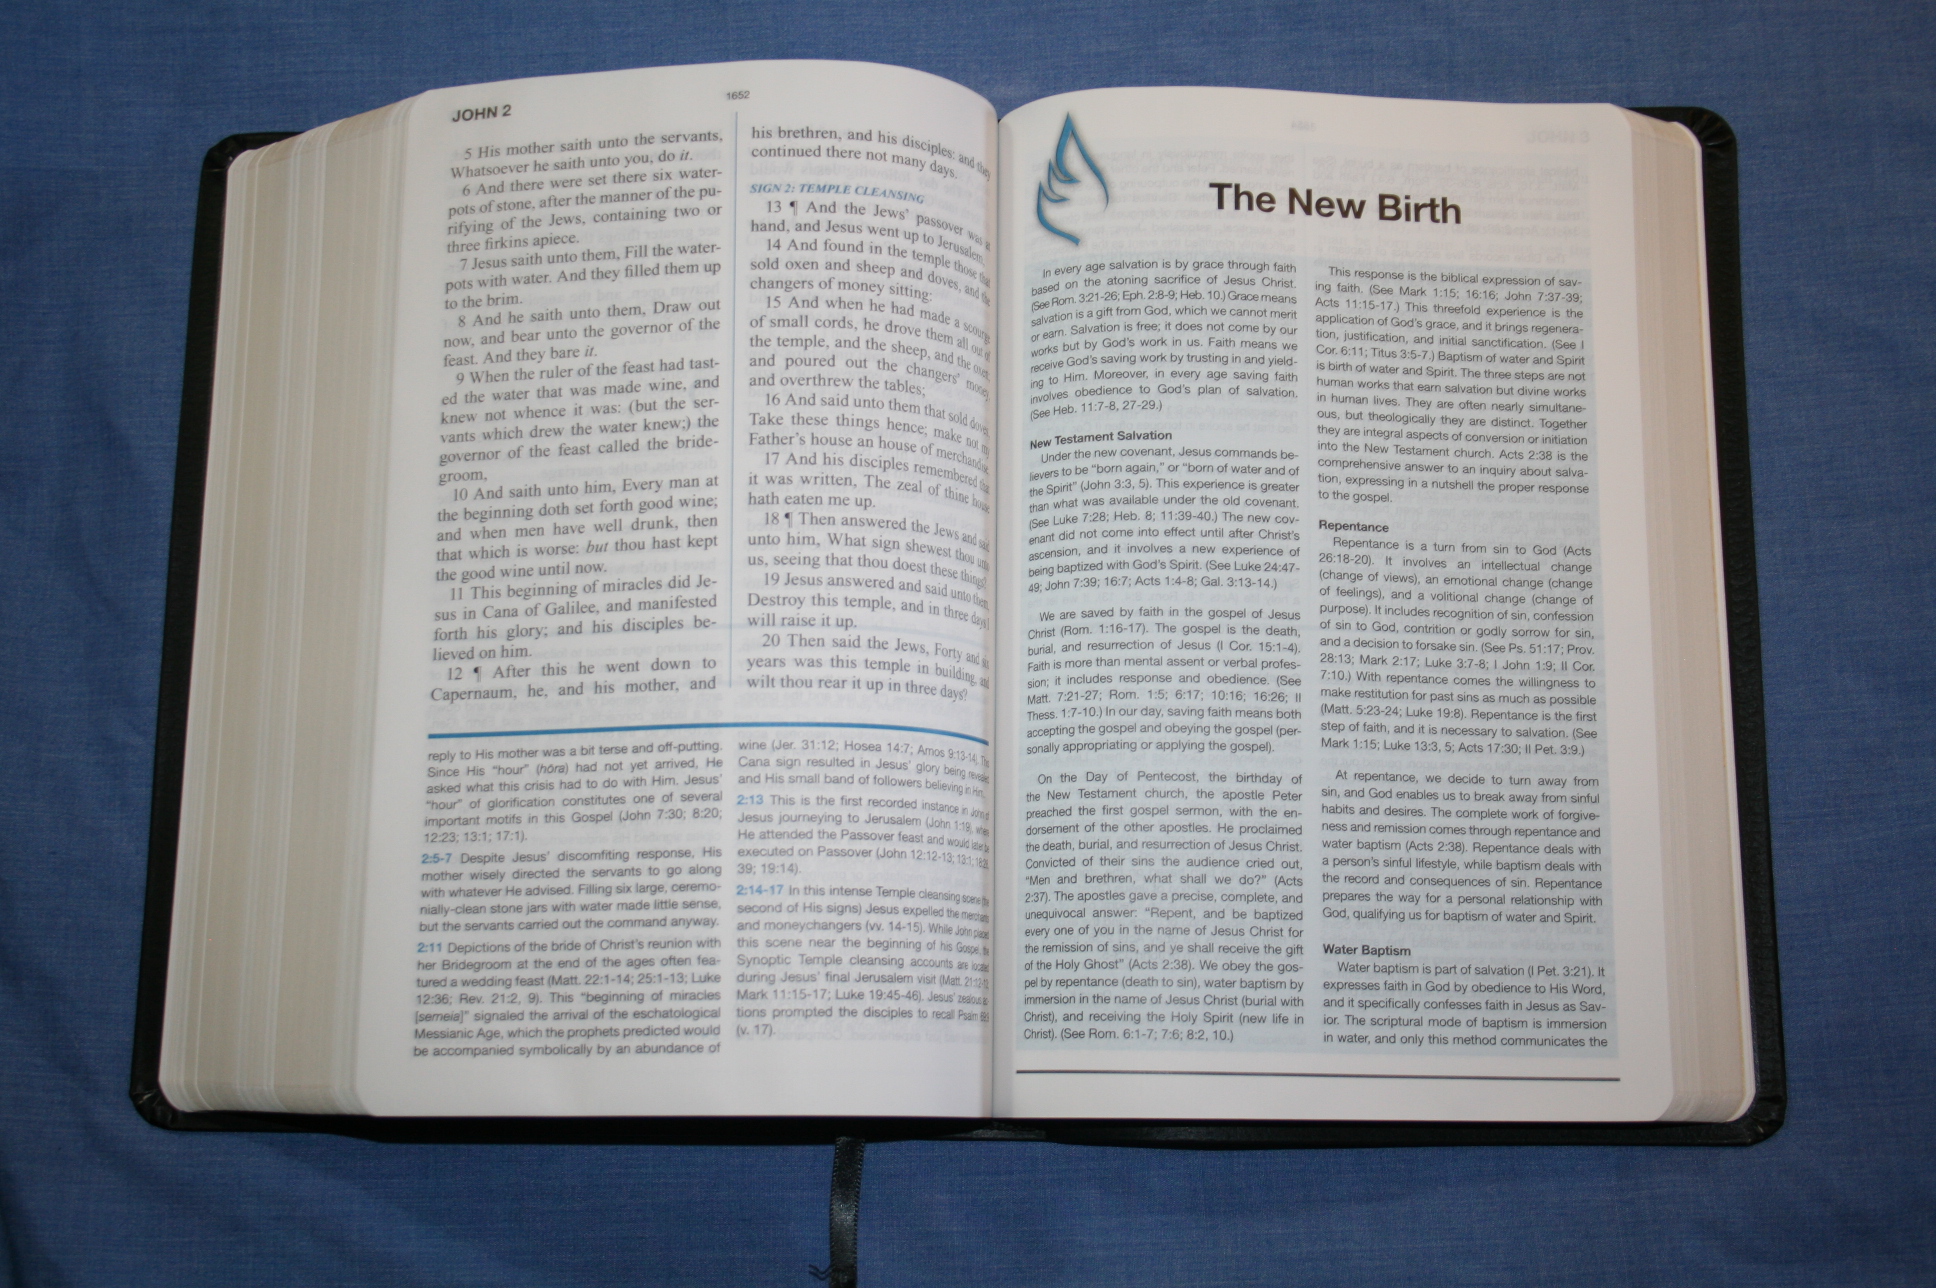 JOHN 2
1652
5 His mother saith unto the servants,
Whatsoever he saith unto you, do it.
6 And there were set there six water-
pots of stone, after the manner of the pu-
rifying of the Jews, containing two or
three firkins apiece.
7 Jesus saith unto them, Fill the water-
pots with water. And they filled them up
to the brim.
8 And he saith unto them, Draw out
now, and bear unto the governor of the
feast. And they bare it.
9 When the ruler of the feast had tast-
ed the water that was made wine, and
knew not whence it was: (but the ser-
vants which drew the water knew;) the
governor of the feast called the bride-
groom,
10 And saith unto him, Every man at
the beginning doth set forth good wine;
and when men have well drunk, then
that which is worse: but thou hast kept
the good wine until now.
11 This beginning of miracles did Je-
sus in Cana of Galilee, and manifested
forth his glory; and his disciples be-
lieved on him.
12 ¶ After this he went down to
Capernaum, he, and his mother, and
his brethren, and his disciples: and they
continued there not many days.
SIGN 2: TEMPLE CLEANSING
13 ¶ And the Jews' passover was at
hand, and Jesus went up to Jerusalem,
14 And found in the temple those that
sold oxen and sheep and doves, and the
changers of money sitting:
15 And when he had made a scourge
of small cords, he drove them all out of
the temple, and the sheep, and the oxen;
and poured out the changers' money,
and overthrew the tables;
16 And said unto them that sold doves,
Take these things hence; make not my
Father's house an house of merchandise.
17 And his disciples remembered that
it was written, The zeal of thine house
hath eaten me up.
18 ¶ Then answered the Jews and said
unto him, What sign shewest thou unto
us, seeing that thou doest these things?
19 Jesus answered and said unto them,
Destroy this temple, and in three days I
will raise it up.
20 Then said the Jews, Forty and six
years was this temple in building, and
wilt thou rear it up in three days?
reply to His mother was a bit terse and off-putting.
Since His "hour" (hōra) had not yet arrived, He
asked what this crisis had to do with Him. Jesus'
"hour" of glorification constitutes one of several
important motifs in this Gospel (John 7:30; 8:20;
12:23; 13:1; 17:1).
2:5-7 Despite Jesus' discomfiting response, His
mother wisely directed the servants to go along
with whatever He advised. Filling six large, ceremo-
nially-clean stone jars with water made little sense,
but the servants carried out the command anyway.
2:11 Depictions of the bride of Christ's reunion with
her Bridegroom at the end of the ages often fea-
tured a wedding feast (Matt. 22:1-14; 25:1-13; Luke
12:36; Rev. 21:2, 9). This "beginning of miracles
[semeia]" signaled the arrival of the eschatological
Messianic Age, which the prophets predicted would
be accompanied symbolically by an abundance of
wine (Jer. 31:12; Hosea 14:7; Amos 9:13-14). The
Cana sign resulted in Jesus' glory being revealed
and His small band of followers believing in Him.
2:13 This is the first recorded instance in John of
Jesus journeying to Jerusalem (John 1:19), when
He attended the Passover feast and would later be
executed on Passover (John 12:12-13; 13:1; 18:28,
39; 19:14).
2:14-17 In this intense Temple cleansing scene (the
second of His signs) Jesus expelled the merchants
and moneychangers (vv. 14-15). While John placed
this scene near the beginning of his Gospel, the
Synoptic Temple cleansing accounts are located
during Jesus' final Jerusalem visit (Matt. 21:12-13;
Mark 11:15-17; Luke 19:45-46). Jesus' zealous ac-
tions prompted the disciples to recall Psalm 69:9
(v. 17).
The New Birth
In every age salvation is by grace through faith
based on the atoning sacrifice of Jesus Christ.
(See Rom. 3:21-26; Eph. 2:8-9; Heb. 10.) Grace means
salvation is a gift from God, which we cannot merit
or earn. Salvation is free; it does not come by our
works but by God's work in us. Faith means we
receive God's saving work by trusting in and yield-
ing to Him. Moreover, in every age saving faith
involves obedience to God's plan of salvation.
(See Heb. 11:7-8, 27-29.)
New Testament Salvation
Under the new covenant, Jesus commands be-
lievers to be "born again," or "born of water and of
the Spirit" (John 3:3, 5). This experience is greater
than what was available under the old covenant.
(See Luke 7:28; Heb. 8; 11:39-40.) The new cov-
enant did not come into effect until after Christ's
ascension, and it involves a new experience of
being baptized with God's Spirit. (See Luke 24:47-
49; John 7:39; 16:7; Acts 1:4-8; Gal. 3:13-14.)
We are saved by faith in the gospel of Jesus
Christ (Rom. 1:16-17). The gospel is the death,
burial, and resurrection of Jesus (I Cor. 15:1-4).
Faith is more than mental assent or verbal profes-
sion; it includes response and obedience. (See
Matt. 7:21-27; Rom. 1:5; 6:17; 10:16; 16:26; II
Thess. 1:7-10.) In our day, saving faith means both
accepting the gospel and obeying the gospel (per-
sonally appropriating or applying the gospel).
On the Day of Pentecost, the birthday of
the New Testament church, the apostle Peter
preached the first gospel sermon, with the en-
dorsement of the other apostles. He proclaimed
the death, burial, and resurrection of Jesus Christ.
Convicted of their sins the audience cried out,
"Men and brethren, what shall we do?" (Acts
2:37). The apostles gave a precise, complete, and
unequivocal answer: "Repent, and be baptized
every one of you in the name of Jesus Christ for
the remission of sins, and ye shall receive the gift
of the Holy Ghost" (Acts 2:38). We obey the gos-
pel by repentance (death to sin), water baptism by
immersion in the name of Jesus Christ (burial with
Christ), and receiving the Holy Spirit (new life in
Christ). (See Rom. 6:1-7; 7:6; 8:2, 10.)
This response is the biblical expression of sav-
ing faith. (See Mark 1:15; 16:16; John 7:37-39;
Acts 11:15-17.) This threefold experience is the
application of God's grace, and it brings regenera-
tion, justification, and initial sanctification. (See I
Cor. 6:11; Titus 3:5-7.) Baptism of water and Spirit
is birth of water and Spirit. The three steps are not
human works that earn salvation but divine works
in human lives. They are often nearly simultane-
ous, but theologically they are distinct. Together
they are integral aspects of conversion or initiation
into the New Testament church. Acts 2:38 is the
comprehensive answer to an inquiry about salva-
tion, expressing in a nutshell the proper response
to the gospel.
Repentance
Repentance is a turn from sin to God (Acts
26:18-20). It involves an intellectual change
(change of views), an emotional change (change
of feelings), and a volitional change (change of
purpose). It includes recognition of sin, confession
of sin to God, contrition or godly sorrow for sin,
and a decision to forsake sin. (See Ps. 51:17; Prov.
28:13; Mark 2:17; Luke 3:7-8; I John 1:9; II Cor.
7:10.) With repentance comes the willingness to
make restitution for past sins as much as possible
(Matt. 5:23-24; Luke 19:8). Repentance is the first
step of faith, and it is necessary to salvation. (See
Mark 1:15; Luke 13:3, 5; Acts 17:30; II Pet. 3:9.)
At repentance, we decide to turn away from
sin, and God enables us to break away from sinful
habits and desires. The complete work of forgive-
ness and remission comes through repentance and
water baptism (Acts 2:38). Repentance deals with
a person's sinful lifestyle, while baptism deals with
the record and consequences of sin. Repentance
prepares the way for a personal relationship with
God, qualifying us for baptism of water and Spirit.
Water Baptism
Water baptism is part of salvation (I Pet. 3:21). It
expresses faith in God by obedience to His Word,
and it specifically confesses faith in Jesus as Sav-
ior. The scriptural mode of baptism is immersion
in water, and only this method communicates the